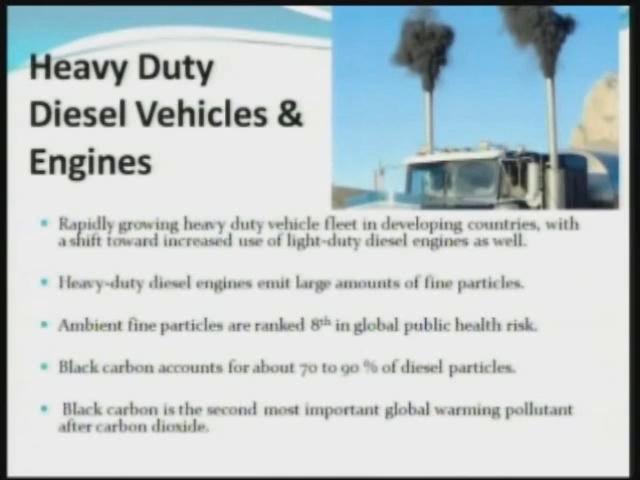 Heavy Duty
Diesel Vehicles &
Engines
• Rapidly growing heavy duty vehicle fleet in developing countries, with
a shift toward increased use of light-duty diesel engines as well.
• Heavy-duty diesel engines emit large amounts of fine particles.
• Ambient fine particles are ranked 8th in global public health risk.
• Black carbon accounts for about 70 to 90 % of diesel particles.
• Black carbon is the second most important global warming pollutant
after carbon dioxide.